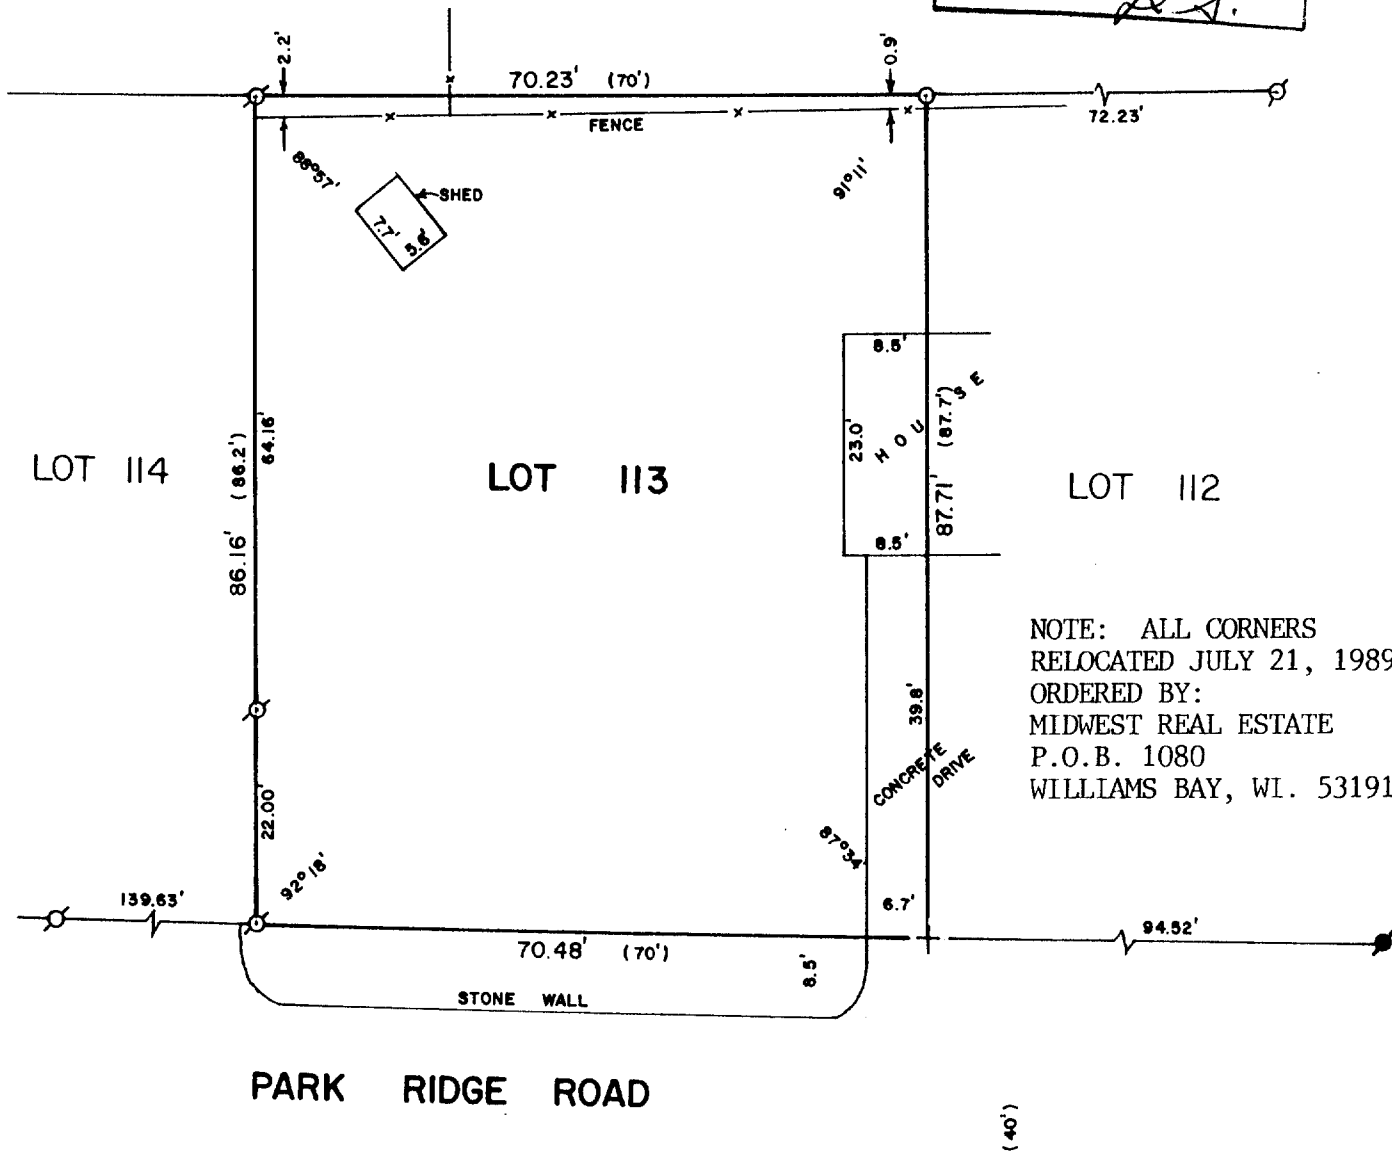 2.2'
70.23' (70')
0.9'
FENCE
72.23'
88°57'
91°11'
SHED
7.7' 5.6'
8.5'
HOUSE
23.0'
(87.7')
87.71'
8.5'
64.16'
(86.2')
86.16'
LOT 114
LOT 113
LOT 112
NOTE: ALL CORNERS
RELOCATED JULY 21, 1989
ORDERED BY:
MIDWEST REAL ESTATE
P.O.B. 1080
WILLIAMS BAY, WI. 53191
39.8'
CONCRETE
DRIVE
22.00'
92°18'
87°34'
139.63'
6.7'
94.52'
70.48' (70')
8.5'
STONE WALL
PARK RIDGE ROAD
(40')